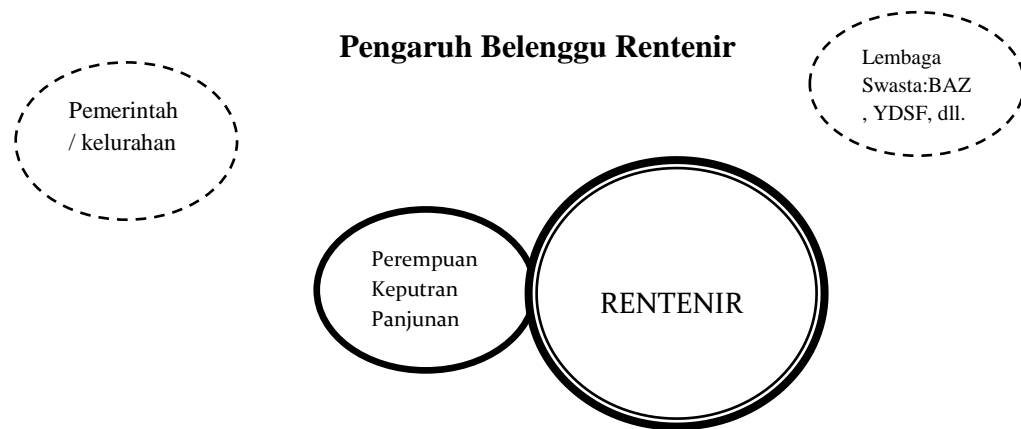 Pengaruh Belenggu Rentenir
Lembaga
Swasta:BAZ
, YDSF, dll.
Pemerintah
/ kelurahan
Perempuan
Keputran
Panjunan
RENTENIR